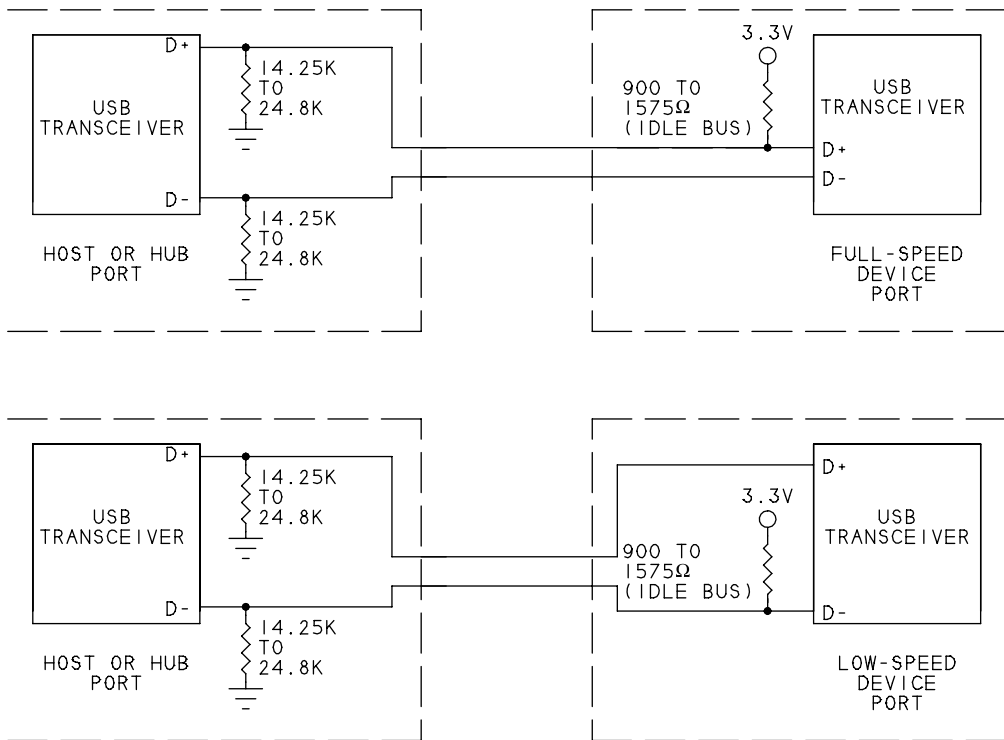 D+
14.25K
TO
24.8K
USB
TRANSCEIVER
D-
14.25K
TO
24.8K
HOST OR HUB
PORT
3.3V
900 TO
1575Ω
(IDLE BUS)
USB
TRANSCEIVER
D+
D-
FULL-SPEED
DEVICE
PORT
D+
14.25K
TO
24.8K
USB
TRANSCEIVER
D-
14.25K
TO
24.8K
HOST OR HUB
PORT
D+
3.3V
900 TO
1575Ω
(IDLE BUS)
USB
TRANSCEIVER
D-
LOW-SPEED
DEVICE
PORT